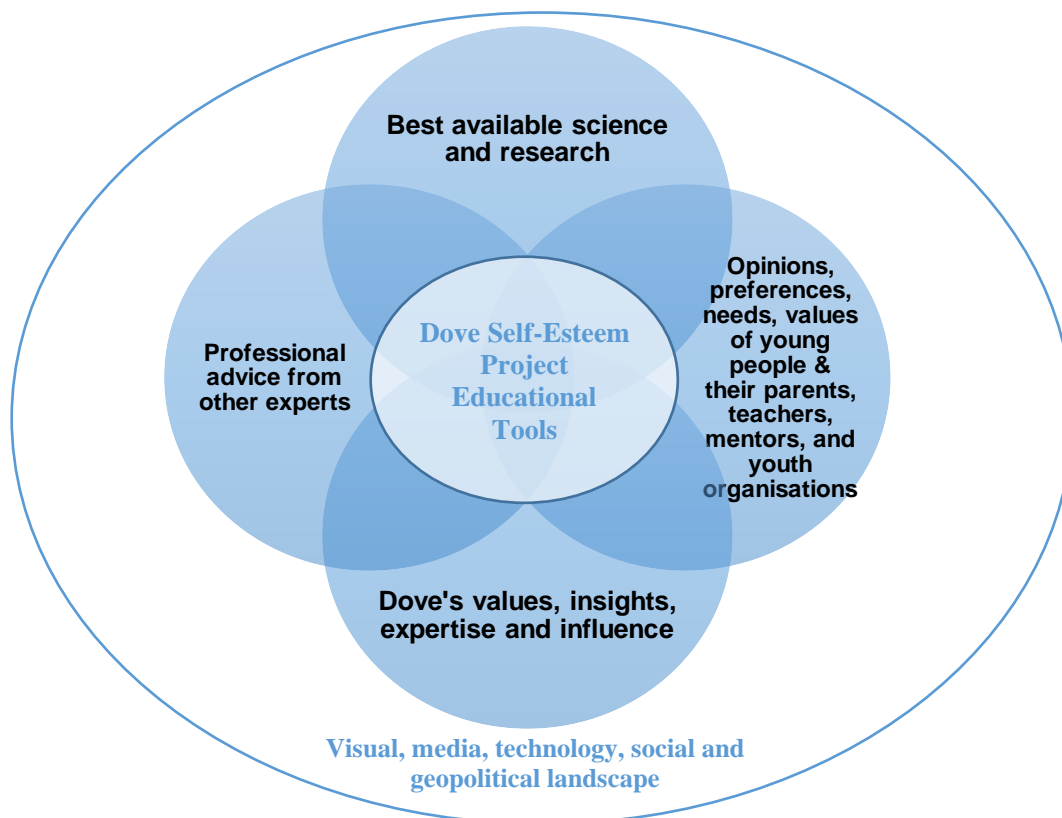 Best available science
and research
Professional
advice from
other experts
Dove Self-Esteem
Project
Educational
Tools
Opinions,
preferences,
needs, values
of young
people &
their parents,
teachers,
mentors, and
youth
organisations
Dove's values, insights,
expertise and influence
Visual, media, technology, social and
geopolitical landscape